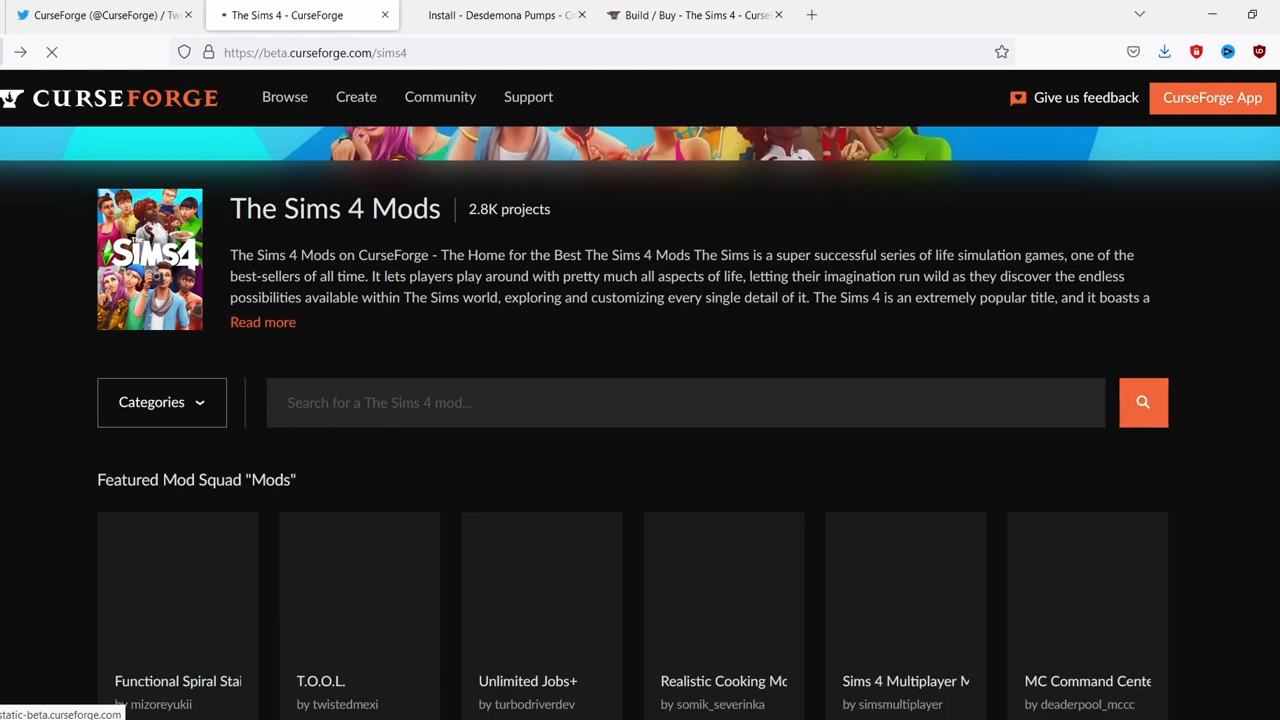 CurseForge (@CurseForge) / Tw
The Sims 4 - CurseForge
Install - Desdemona Pumps - C
Build / Buy - The Sims 4 - CurseF
https://beta.curseforge.com/sims4
CURSEFORGE
Browse
Create
Community
Support
Give us feedback
CurseForge App
The Sims 4 Mods
2.8K projects
The Sims 4 Mods on CurseForge - The Home for the Best The Sims 4 Mods The Sims is a super successful series of life simulation games, one of the
best-sellers of all time. It lets players play around with pretty much all aspects of life, letting their imagination run wild as they discover the endless
possibilities available within The Sims world, exploring and customizing every single detail of it. The Sims 4 is an extremely popular title, and it boasts a
Read more
THE SIMS 4
Categories
Search for a The Sims 4 mod...
Featured Mod Squad "Mods"
Functional Spiral Stai
T.O.O.L.
Unlimited Jobs+
Realistic Cooking Mo
Sims 4 Multiplayer M
MC Command Cente
by mizoreyukii
by twistedmexi
by turbodriverdev
by somik_severinka
by simsmultiplayer
by deaderpool_mccc
static-beta.curseforge.com